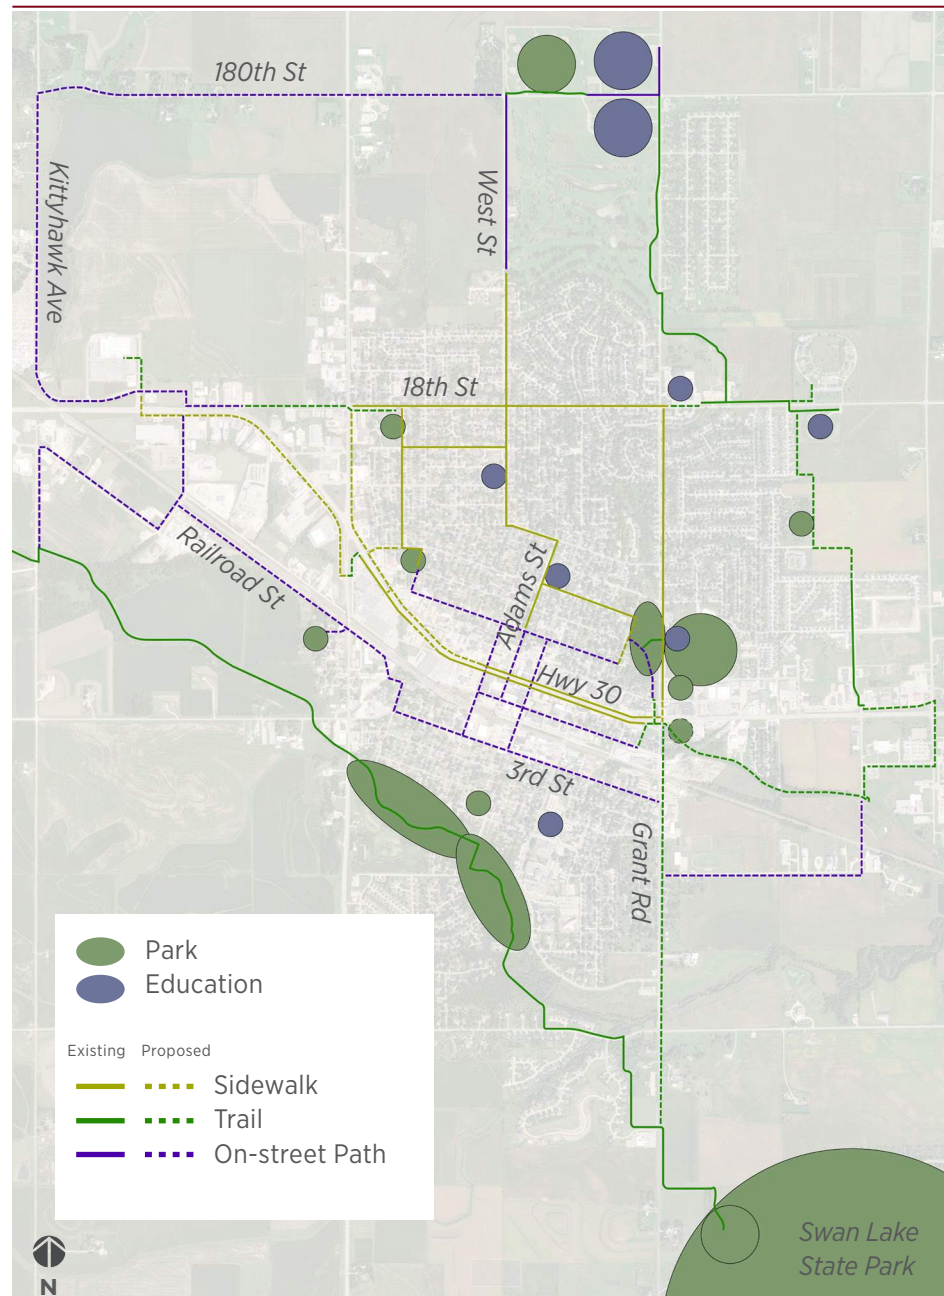 180th St
Kittyhawk Ave
West St
18th St
Railroad St
Adams St
Hwy 30
3rd St
Grant Rd
Park
Education
Existing Proposed
Sidewalk
Trail
On-street Path
Swan Lake
State Park
N